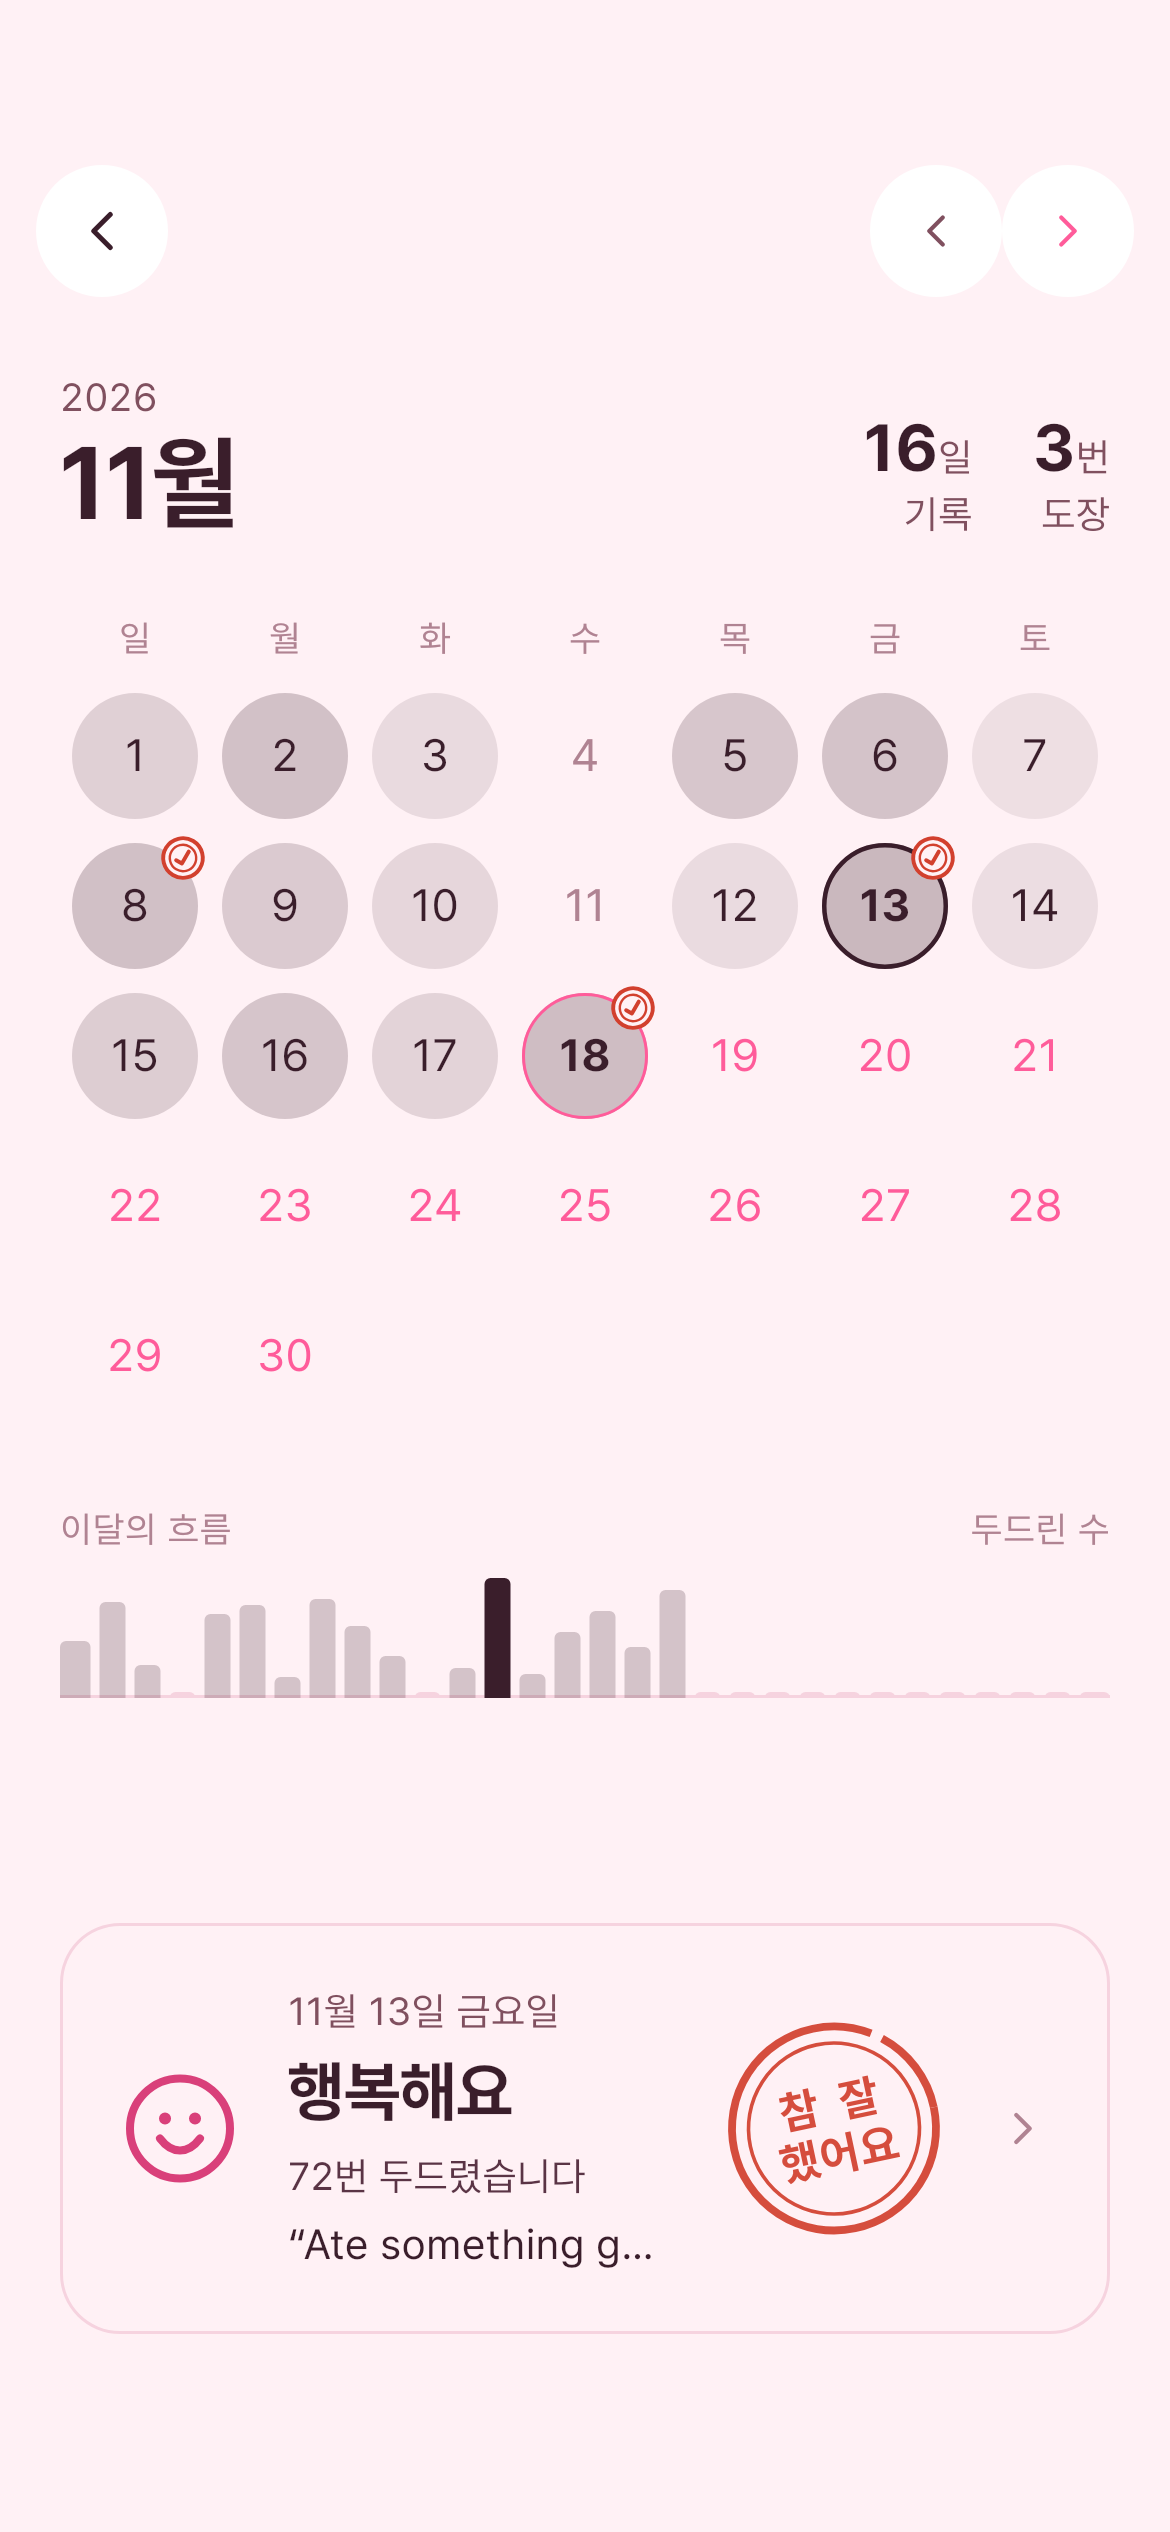 2026
11월
16일
기록
3번
도장
일 월 화 수 목 금 토
1 2 3 4 5 6 7
8 9 10 11 12 13 14
15 16 17 18 19 20 21
22 23 24 25 26 27 28
29 30
이달의 흐름
두드린 수
11월 13일 금요일
행복해요
72번 두드렸습니다
“Ate something g...
참 잘
했어요